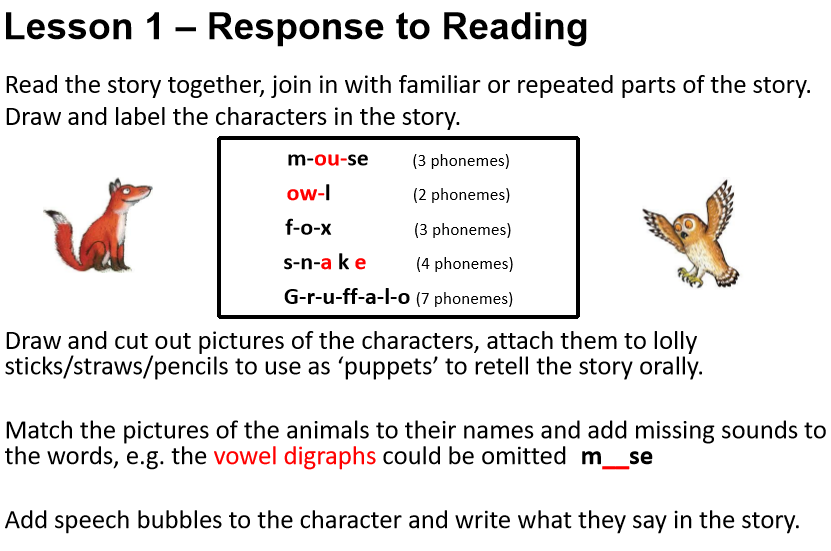 Lesson 1 – Response to Reading
Read the story together, join in with familiar or repeated parts of the story.
Draw and label the characters in the story.
m-ou-se (3 phonemes)
ow-l (2 phonemes)
f-o-x (3 phonemes)
s-n-a k e (4 phonemes)
G-r-u-ff-a-l-o (7 phonemes)
Draw and cut out pictures of the characters, attach them to lolly
sticks/straws/pencils to use as ‘puppets’ to retell the story orally.
Match the pictures of the animals to their names and add missing sounds to
the words, e.g. the vowel digraphs could be omitted m__se
Add speech bubbles to the character and write what they say in the story.